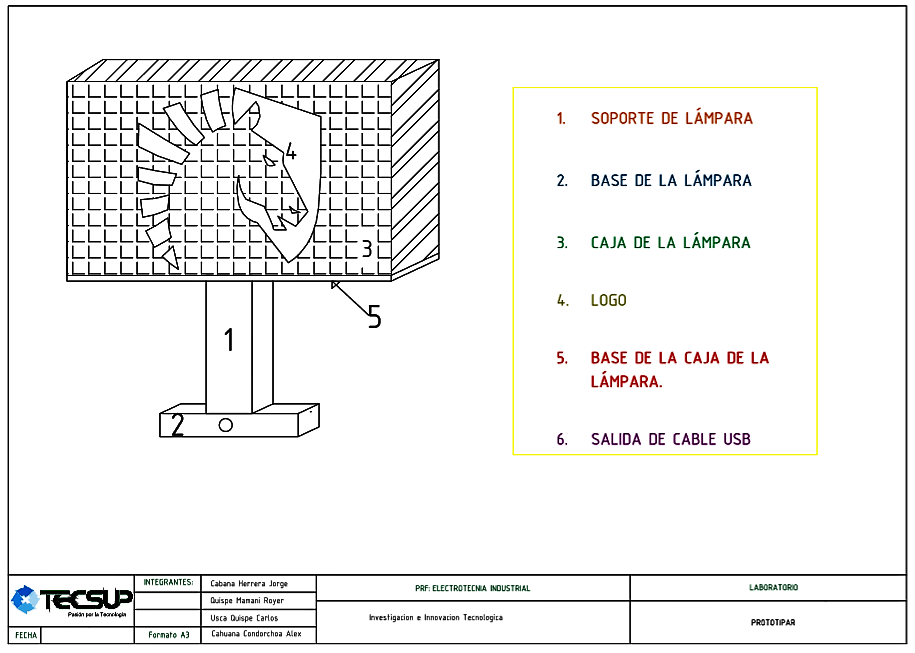 4
3
5
1
2
1. SOPORTE DE LÁMPARA
2. BASE DE LA LÁMPARA
3. CAJA DE LA LÁMPARA
4. LOGO
5. BASE DE LA CAJA DE LA
LÁMPARA.
6. SALIDA DE CABLE USB
TECSUP
Pasión por la Tecnología
FECHA
INTEGRANTES:
Formato A3
Cabana Herrera Jorge
Quispe Mamani Royer
Usca Quispe Carlos
Cahuana Condorchoa Alex
PRF: ELECTROTECNIA INDUSTRIAL
Investigacion e Innovacion Tecnologica
LABORATORIO
PROTOTIPAR